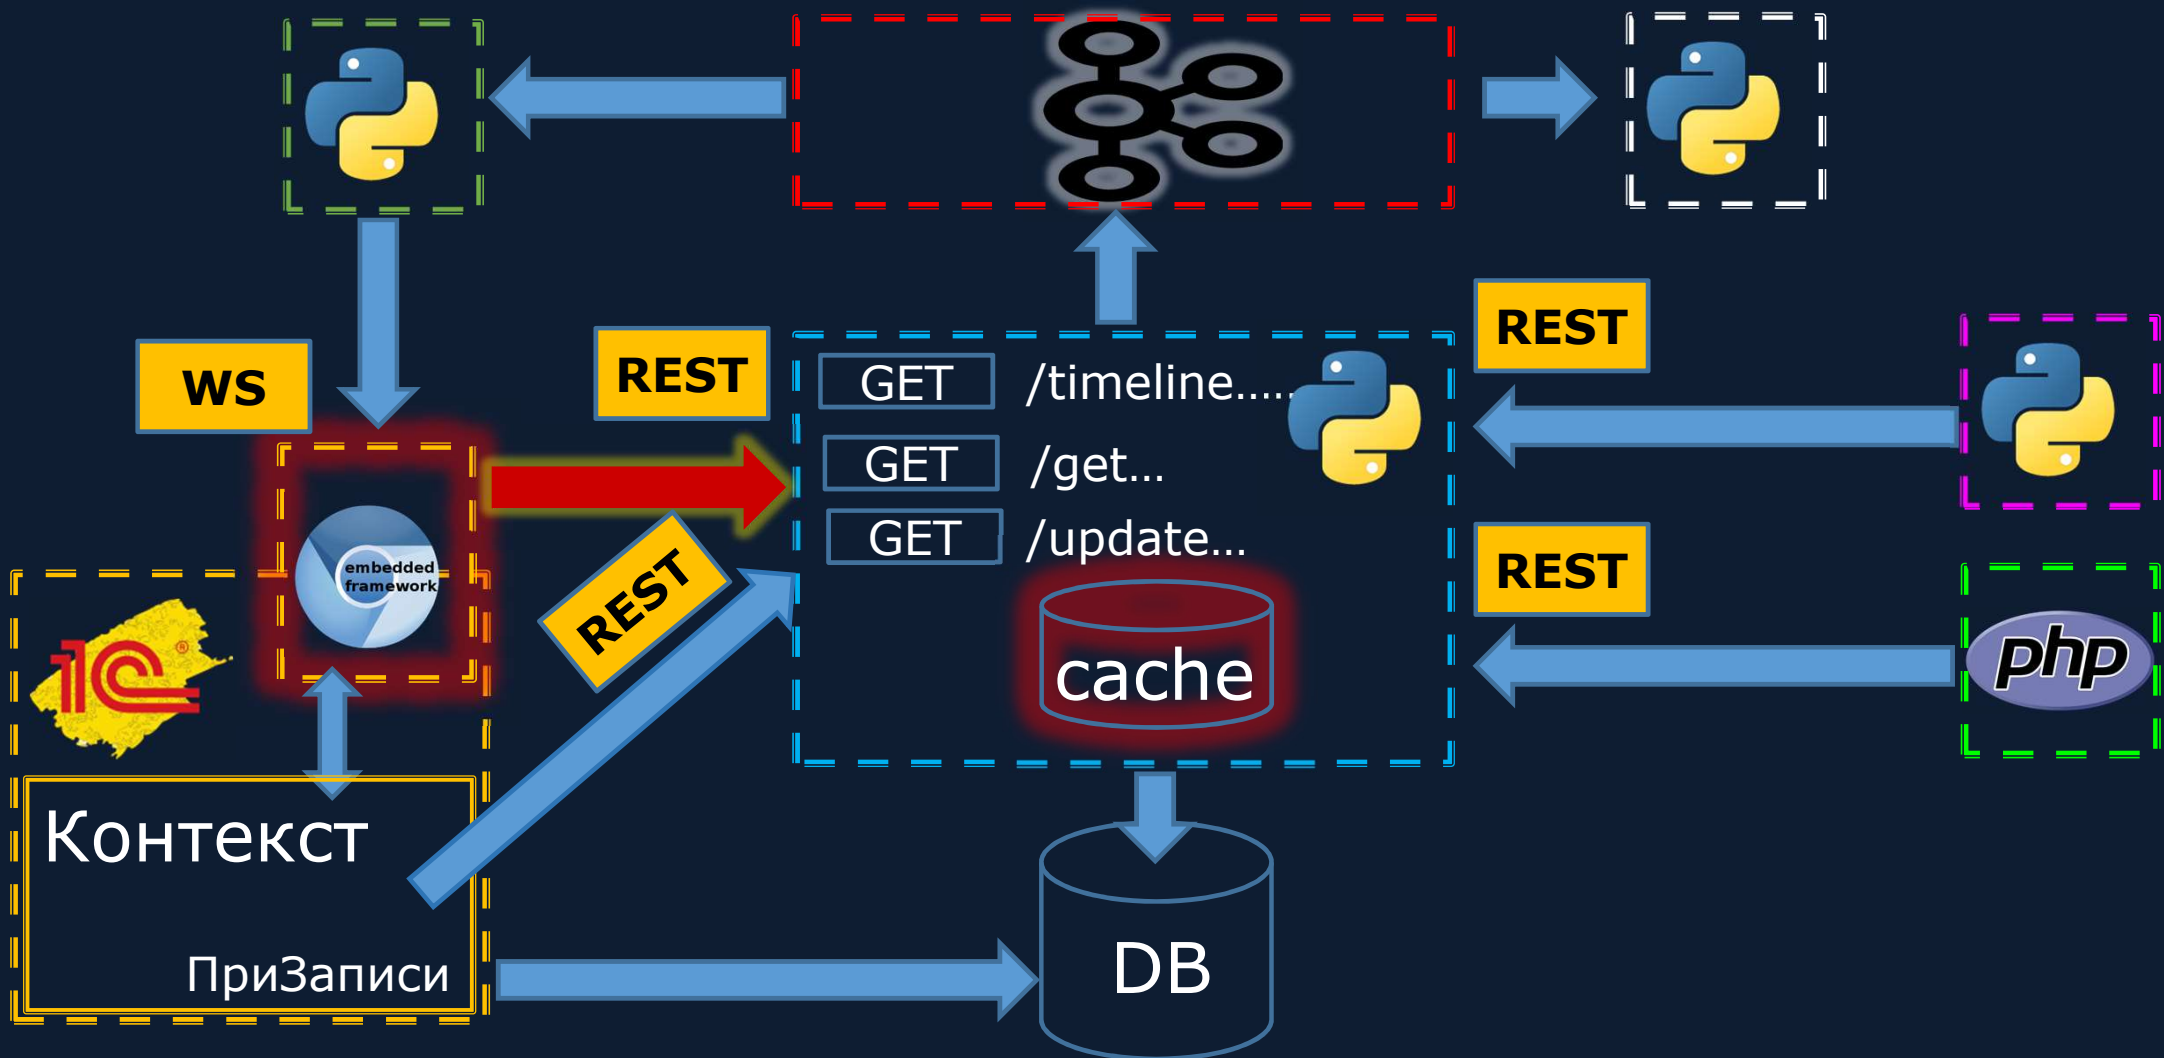 REST
WS
REST
GET /timeline.....
GET /get...
GET /update...
embedded
framework
REST
REST
1C®
cache
php
Контекст
ПриЗаписи
DB